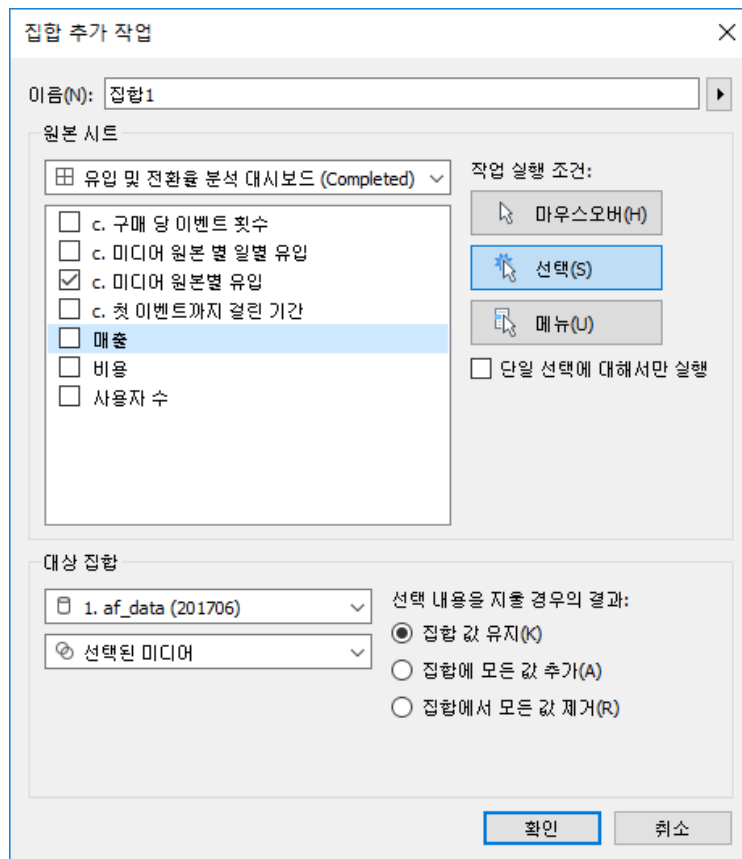 집합 추가 작업
이름(N): 집합1
원본 시트
유입 및 전환율 분석 대시보드 (Completed)
c. 구매 당 이벤트 횟수
c. 미디어 원본 별 일별 유입
c. 미디어 원본별 유입
c. 첫 이벤트까지 걸린 기간
매출
비용
사용자 수
작업 실행 조건:
마우스오버(H)
선택(S)
메뉴(U)
단일 선택에 대해서만 실행
대상 집합
1. af_data (201706)
선택된 미디어
선택 내용을 지울 경우의 결과:
집합 값 유지(K)
집합에 모든 값 추가(A)
집합에서 모든 값 제거(R)
확인
취소